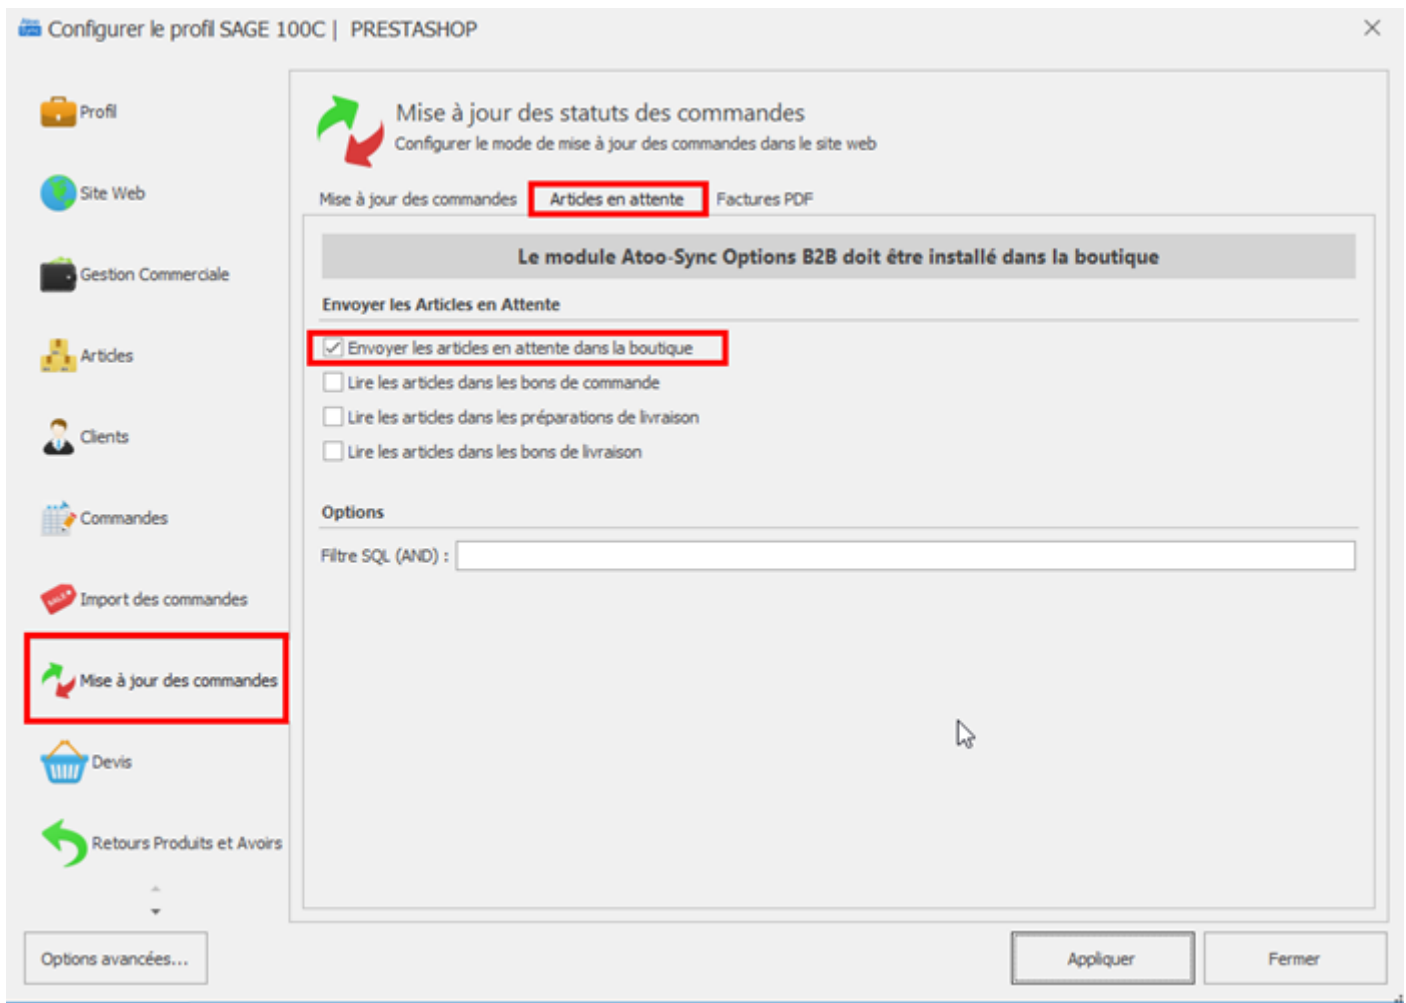 Configurer le profil SAGE 100C | PRESTASHOP
Profil
Site Web
Gestion Commerciale
Articles
Clients
Commandes
Import des commandes
Mise à jour des commandes
Devis
Retours Produits et Avoirs
Options avancées...
Mise à jour des statuts des commandes
Configurer le mode de mise à jour des commandes dans le site web
Mise à jour des commandes Articles en attente Factures PDF
Le module Atoo-Sync Options B2B doit être installé dans la boutique
Envoyer les Articles en Attente
Envoyer les articles en attente dans la boutique
Lire les articles dans les bons de commande
Lire les articles dans les préparations de livraison
Lire les articles dans les bons de livraison
Options
Filtre SQL (AND) :
Appliquer Fermer